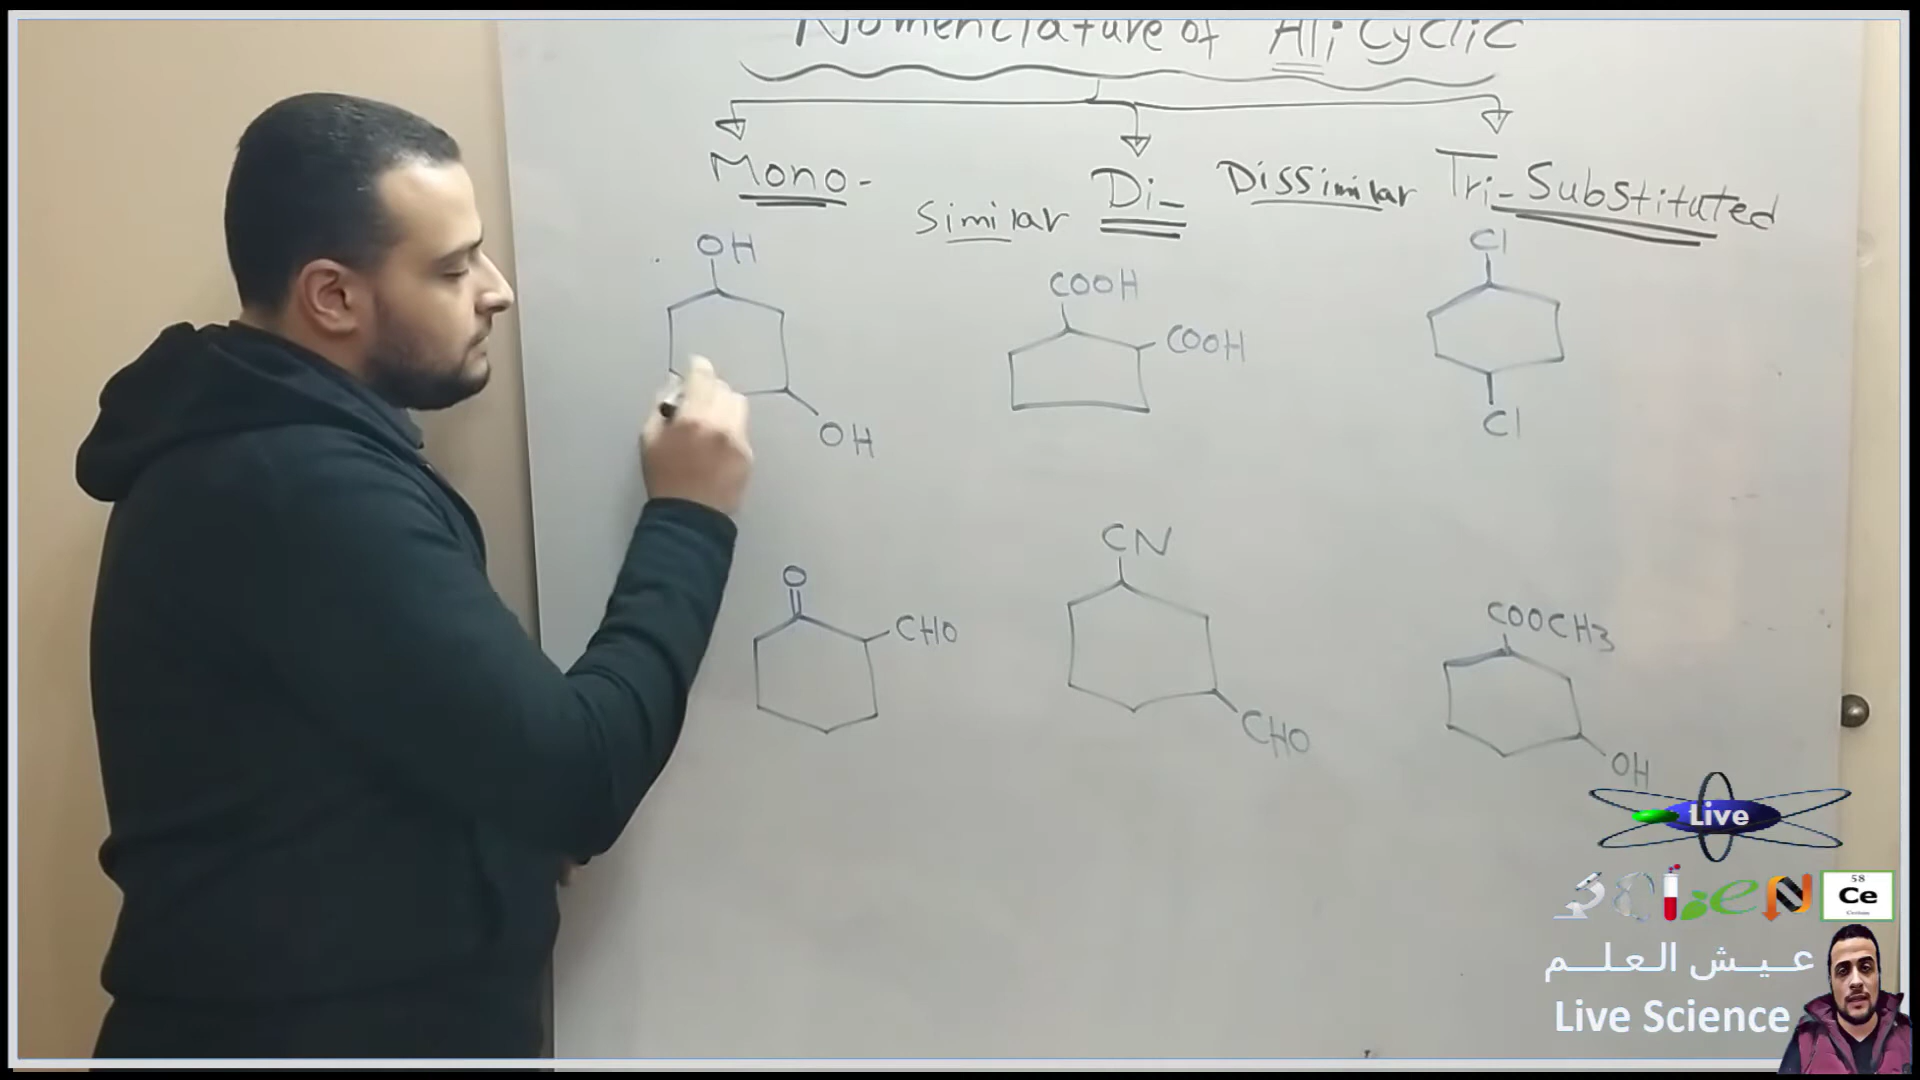 Nomenclature of Ali Cyclic
Mono-
Similar Di- Dissimilar
Tri-Substituted
OH
OH
COOH
COOH
Cl
Cl
O
CHO
CN
CHO
COOCH3
OH
Live
SCieN
58
Ce
عيش العلم
Live Science